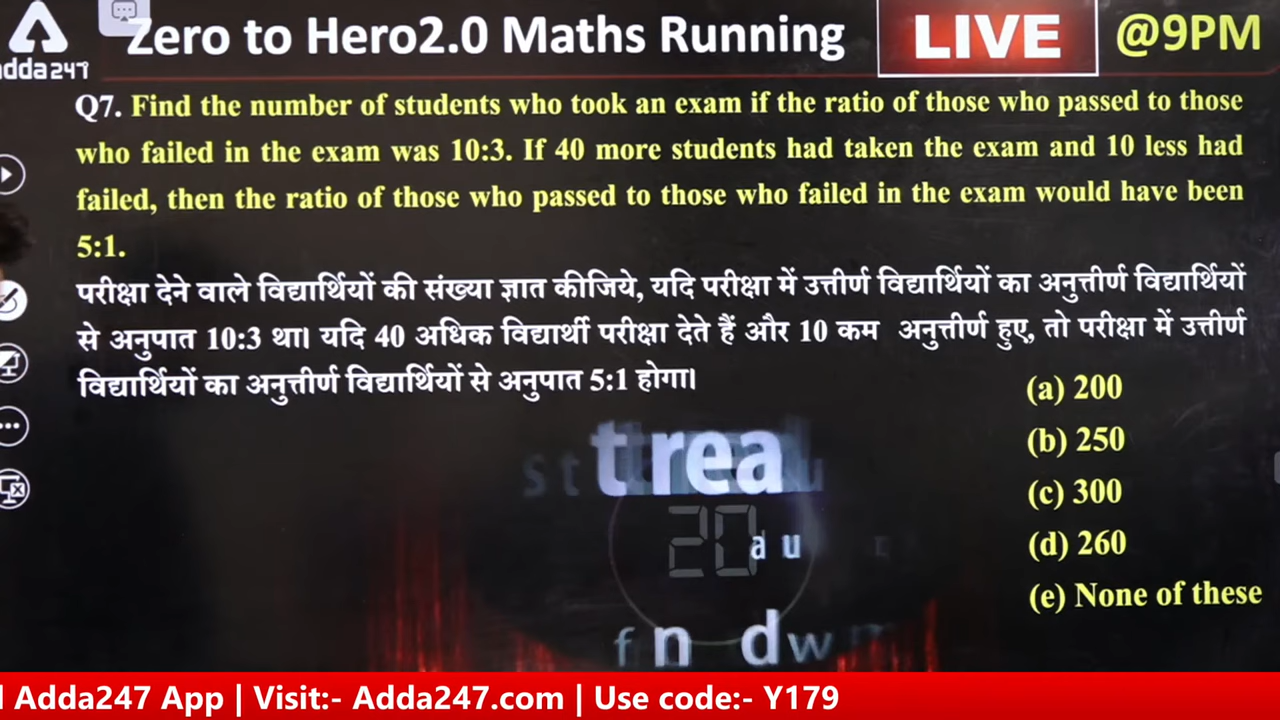 Zero to Hero2.0 Maths Running
LIVE
@9PM
adda247
Q7. Find the number of students who took an exam if the ratio of those who passed to those
who failed in the exam was 10:3. If 40 more students had taken the exam and 10 less had
failed, then the ratio of those who passed to those who failed in the exam would have been
5:1.
परीक्षा देने वाले विद्यार्थियों की संख्या ज्ञात कीजिये, यदि परीक्षा में उत्तीर्ण विद्यार्थियों का अनुत्तीर्ण विद्यार्थियों
से अनुपात 10:3 था। यदि 40 अधिक विद्यार्थी परीक्षा देते हैं और 10 कम अनुत्तीर्ण हुए, तो परीक्षा में उत्तीर्ण
विद्यार्थियों का अनुत्तीर्ण विद्यार्थियों से अनुपात 5:1 होगा।
(a) 200
(b) 250
(c) 300
(d) 260
(e) None of these
trea
20
a u
f n d w
Adda247 App | Visit:- Adda247.com | Use code:- Y179